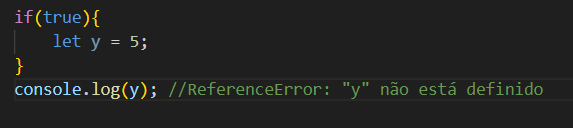 if(true){
    let y = 5;
}
console.log(y); //ReferenceError: "y" não está definido